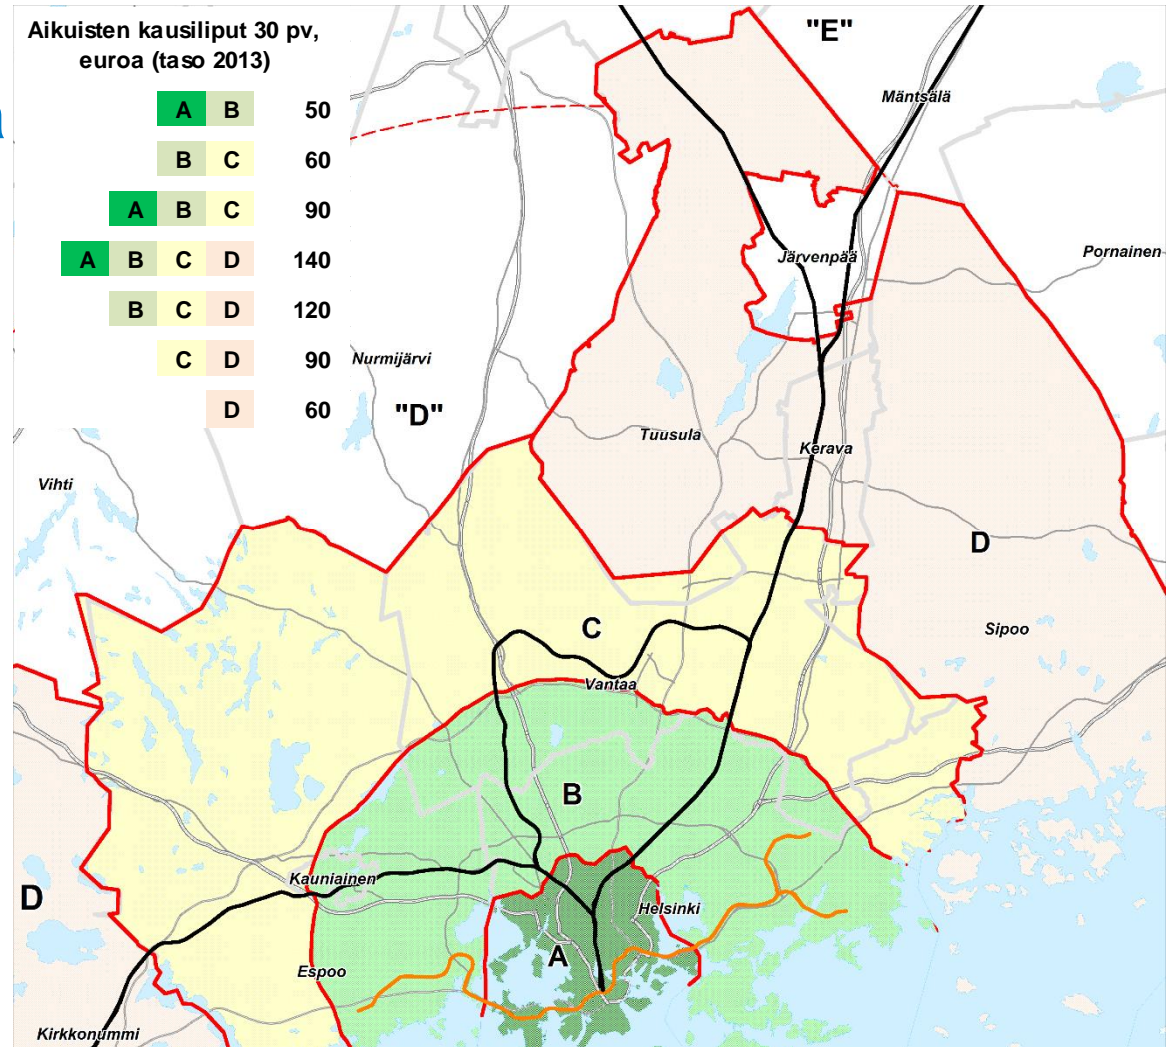 Aikuisten kausiliput 30 pv,
euroa (taso 2013)
A B 50
B C 60
A B C 90
A B C D 140
B C D 120
C D 90
D 60
"E"
Mäntsälä
Järvenpää
Pornainen
Nurmijärvi
"D"
Tuusula
Kerava
Vihti
D
Sipoo
C
Vantaa
B
Kauniainen
D
Helsinki
A
Espoo
Kirkkonummi